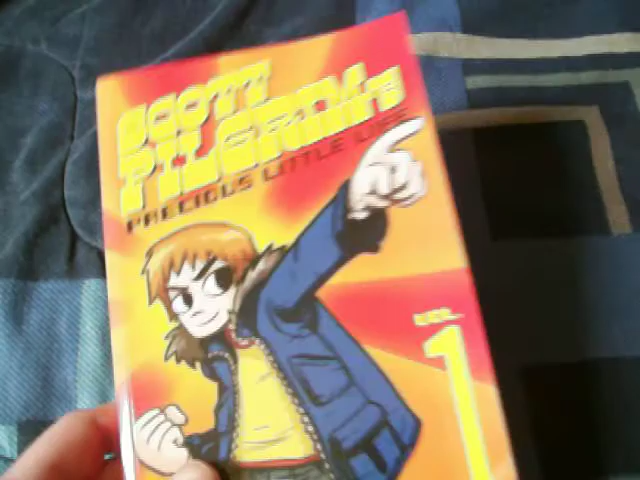 SCOTT
PILGRIM'S
PRECIOUS LITTLE LIFE
VOL.
1